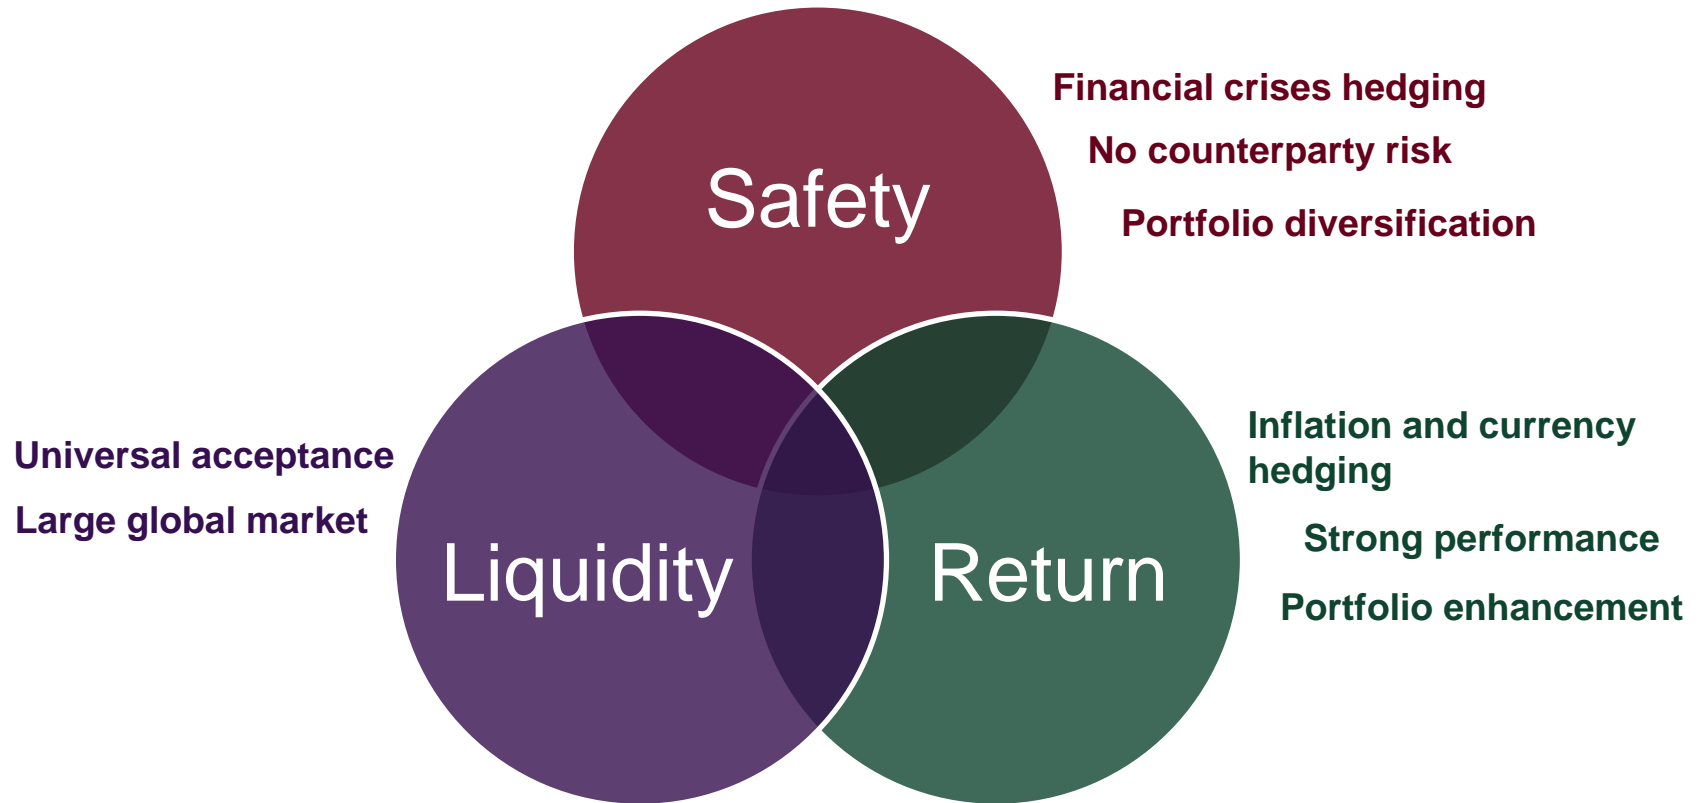 Financial crises hedging
No counterparty risk
Safety
Portfolio diversification
Inflation and currency
hedging
Universal acceptance
Large global market
Strong performance
Liquidity
Return
Portfolio enhancement